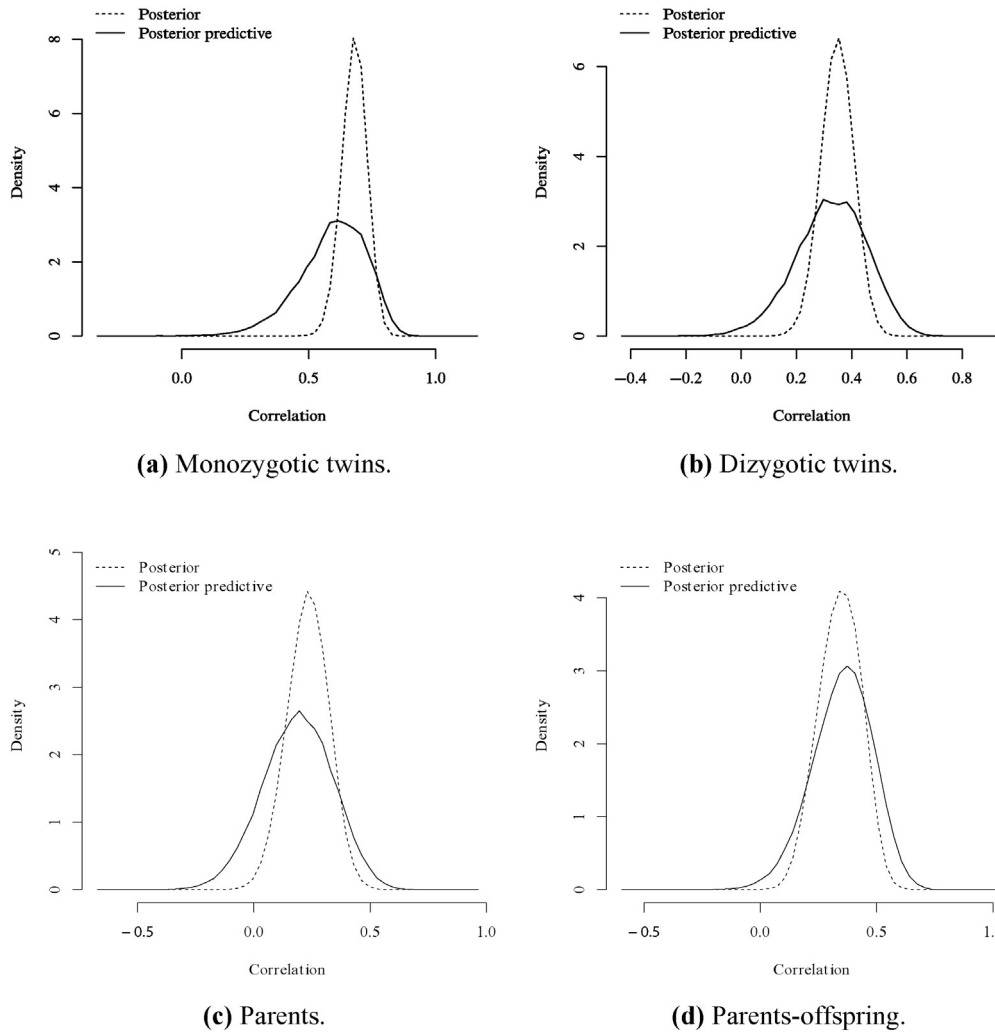 Posterior
Posterior predictive
Density
0
2
4
6
8
0.0 0.5 1.0
Correlation
(a) Monozygotic twins.
Posterior
Posterior predictive
Density
0
2
4
6
−0.4 −0.2 0.0 0.2 0.4 0.6 0.8
Correlation
(b) Dizygotic twins.
Posterior
Posterior predictive
Density
0
1
2
3
4
5
−0.5 0.0 0.5 1.0
Correlation
(c) Parents.
Posterior
Posterior predictive
Density
0
1
2
3
4
−0.5 0.0 0.5 1.
Correlation
(d) Parents-offspring.